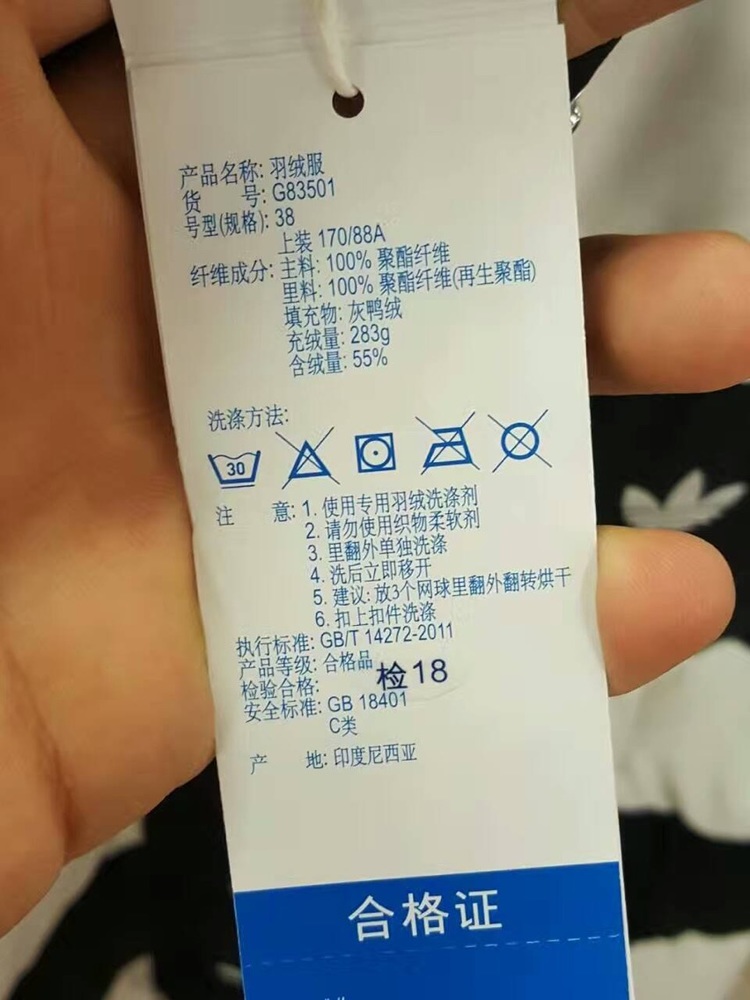 产品名称: 羽绒服
货 号: G83501
号型(规格): 38
上装 170/88A
纤维成分: 主料: 100% 聚酯纤维
里料: 100% 聚酯纤维(再生聚酯)
填充物: 灰鸭绒
充绒量: 283g
含绒量: 55%
洗涤方法:
30
注 意: 1. 使用专用羽绒洗涤剂
2. 请勿使用织物柔软剂
3. 里翻外单独洗涤
4. 洗后立即移开
5. 建议: 放3个网球里翻外翻转烘干
6. 扣上扣件洗涤
执行标准: GB/T 14272-2011
产品等级: 合格品
检验合格: 检18
安全标准: GB 18401
C类
产 地: 印度尼西亚
合格证